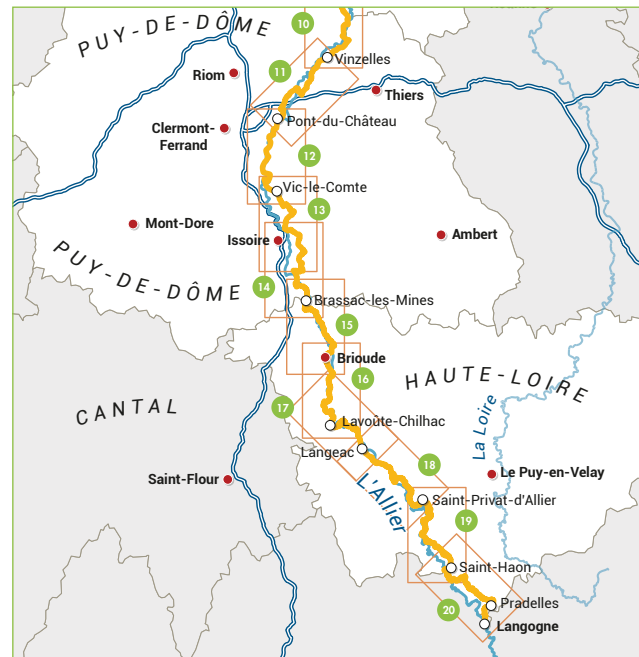 10
PUY-DE-DÔME
Vinzelles
11
Riom
Thiers
Pont-du-Château
Clermont-
Ferrand
12
Vic-le-Comte
13
Mont-Dore
Issoire
Ambert
PUY-DE-DÔME
14
Brassac-les-Mines
15
Brioude
16
HAUTE-LOIRE
CANTAL
17
La Loire
Lavoûte-Chilhac
Langeac
18
Le Puy-en-Velay
Saint-Flour
L'Allier
Saint-Privat-d'Allier
19
Saint-Haon
20
Pradelles
Langogne